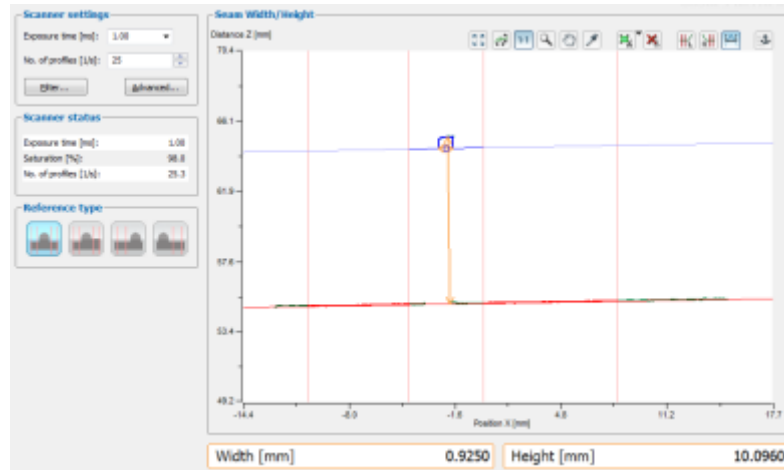 Scanner settings
Exposure time [ms]: 1.00
No. of profiles [1/s]: 25
Filter...
Advanced...
Scanner status
Exposure time [ms]: 1.00
Saturation [%]: 98.8
No. of profiles [1/s]: 25.3
Reference type
Seam Width/Height
Distance Z [mm]
70.4
66.1
61.9
57.6
53.4
49.2
-14.4
-8.0
-1.6
4.8
11.2
17.7
Position X [mm]
Width [mm] 0.9250
Height [mm] 10.0960